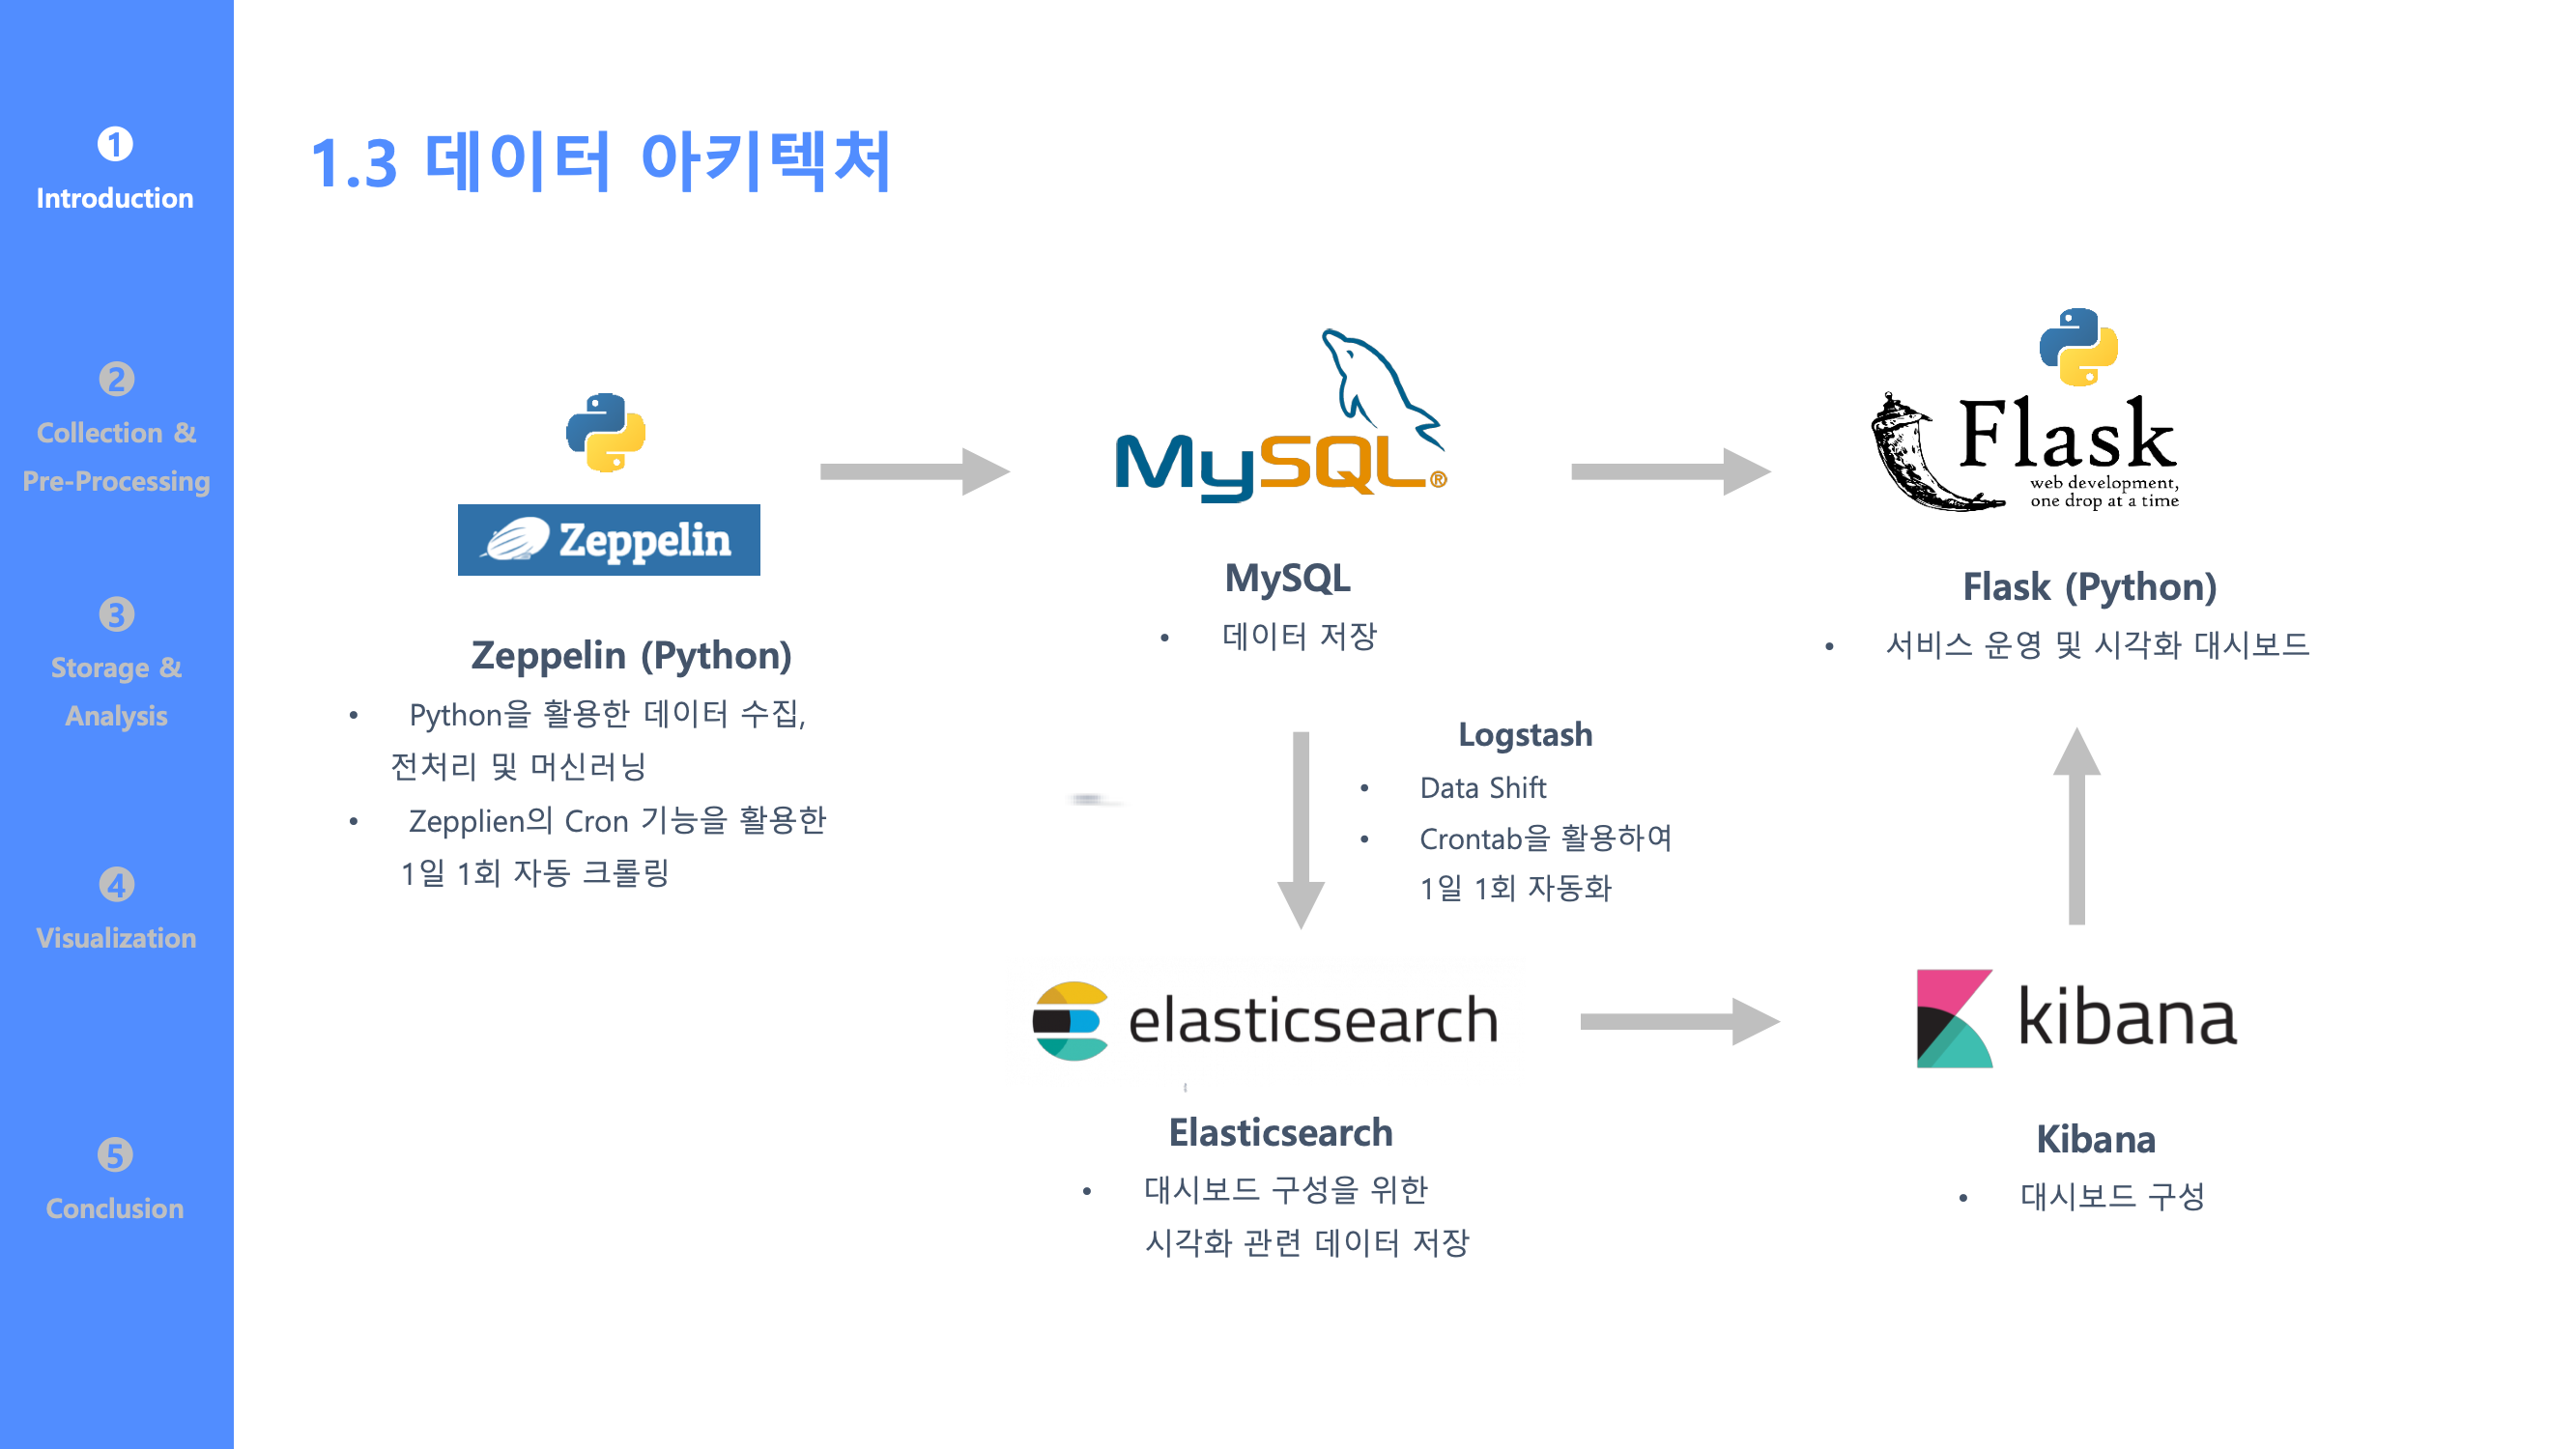 ❶
Introduction
❷
Collection &
Pre-Processing
❸
Storage &
Analysis
❹
Visualization
❺
Conclusion
1.3 데이터 아키텍처
Zeppelin
Zeppelin (Python)
• Python을 활용한 데이터 수집,
전처리 및 머신러닝
• Zepplien의 Cron 기능을 활용한
1일 1회 자동 크롤링
MySQL®
MySQL
• 데이터 저장
Flask
web development,
one drop at a time
Flask (Python)
• 서비스 운영 및 시각화 대시보드
Logstash
• Data Shift
• Crontab을 활용하여
1일 1회 자동화
elasticsearch
Elasticsearch
• 대시보드 구성을 위한
시각화 관련 데이터 저장
kibana
Kibana
• 대시보드 구성